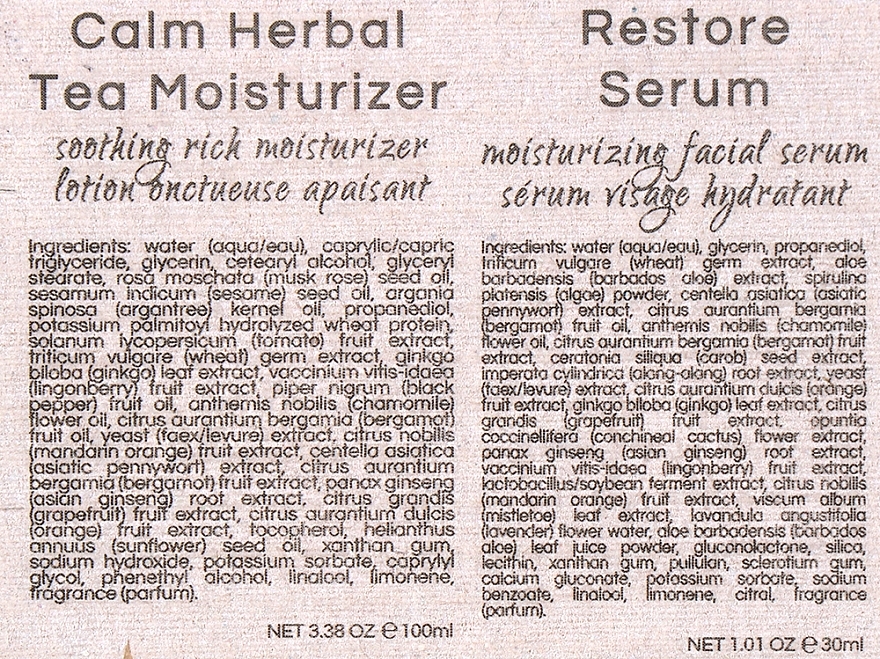 Calm Herbal
Tea Moisturizer
soothing rich moisturizer
lotion onctueuse apaisant
Ingredients: water (aqua/eau), caprylic/capric
triglyceride, glycerin, cetearyl alcohol, glyceryl
stearate, rosa moschata (musk rose) seed oil,
sesamum indicum (sesame) seed oil, argania
spinosa (argantree) kernel oil, propanediol,
potassium palmitoyl hydrolyzed wheat protein,
solanum lycopersicum (tomato) fruit extract,
triticum vulgare (wheat) germ extract, ginkgo
biloba (ginkgo) leaf extract, vaccinium vitis-idaea
(lingonberry) fruit extract, piper nigrum (black
pepper) fruit oil, anthemis nobilis (chamomile)
flower oil, citrus aurantium bergamia (bergamot)
fruit oil, yeast (faex/levure) extract, citrus nobilis
(mandarin orange) fruit extract, centella asiatica
(asiatic pennywort) extract, citrus aurantium
bergamia (bergamot) fruit extract, panax ginseng
(asian ginseng) root extract, citrus grandis
(grapefruit) fruit extract, citrus aurantium dulcis
(orange) fruit extract, tocopherol, helianthus
annuus (sunflower) seed oil, xanthan gum,
sodium hydroxide, potassium sorbate, caprylyl
glycol, phenethyl alcohol, linalool, limonene,
fragrance (parfum).
NET 3.38 OZ ℮ 100ml
Restore
Serum
moisturizing facial serum
sérum visage hydratant
Ingredients: water (aqua/eau), glycerin, propanediol,
triticum vulgare (wheat) germ extract, aloe
barbadensis (barbados aloe) extract, spirulina
platensis (algae) powder, centella asiatica (asiatic
pennywort) extract, citrus aurantium bergamia
(bergamot) fruit oil, anthemis nobilis (chamomile)
flower oil, citrus aurantium bergamia (bergamot) fruit
extract, ceratonia siliqua (carob) seed extract,
imperata cylindrica (alang-alang) root extract, yeast
(faex/levure) extract, citrus aurantium dulcis (orange)
fruit extract, ginkgo biloba (ginkgo) leaf extract, citrus
grandis (grapefruit) fruit extract, opuntia
coccinellifera (conchineal cactus) flower extract,
panax ginseng (asian ginseng) root extract,
vaccinium vitis-idaea (lingonberry) fruit extract,
lactobacillus/soybean ferment extract, citrus nobilis
(mandarin orange) fruit extract, viscum album
(mistletoe) leaf extract, lavandula angustifolia
(lavender) flower water, aloe barbadensis (barbados
aloe) leaf juice powder, gluconolactone, silica,
lecithin, xanthan gum, pullulan, sclerotium gum,
calcium gluconate, potassium sorbate, sodium
benzoate, linalool, limonene, citral, fragrance
(parfum).
NET 1.01 OZ ℮ 30ml